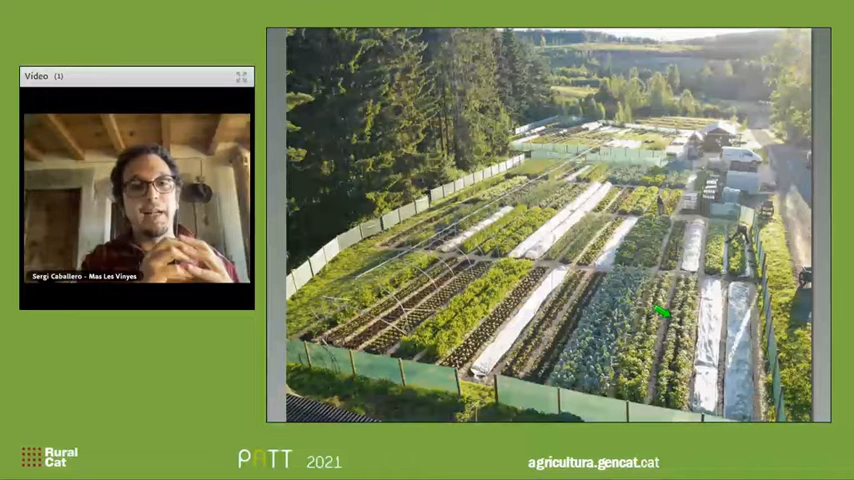 Vídeo (1)
Sergi Caballero - Mas Les Vinyes
Rural
Cat
PATT 2021
agricultura.gencat.cat